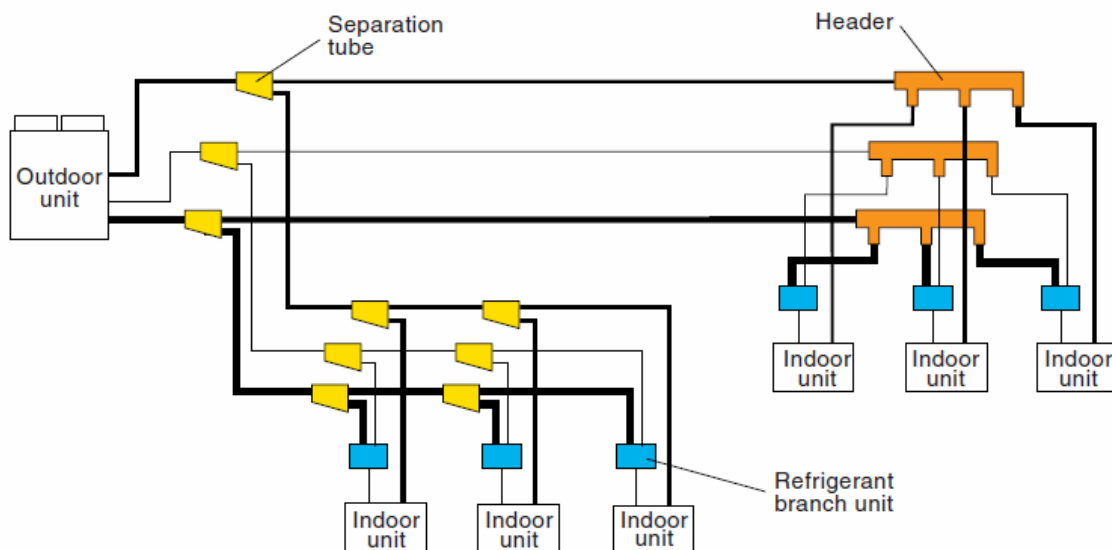 Separation
tube
Header
Outdoor
unit
Indoor
unit
Indoor
unit
Indoor
unit
Refrigerant
branch unit
Indoor
unit
Indoor
unit
Indoor
unit